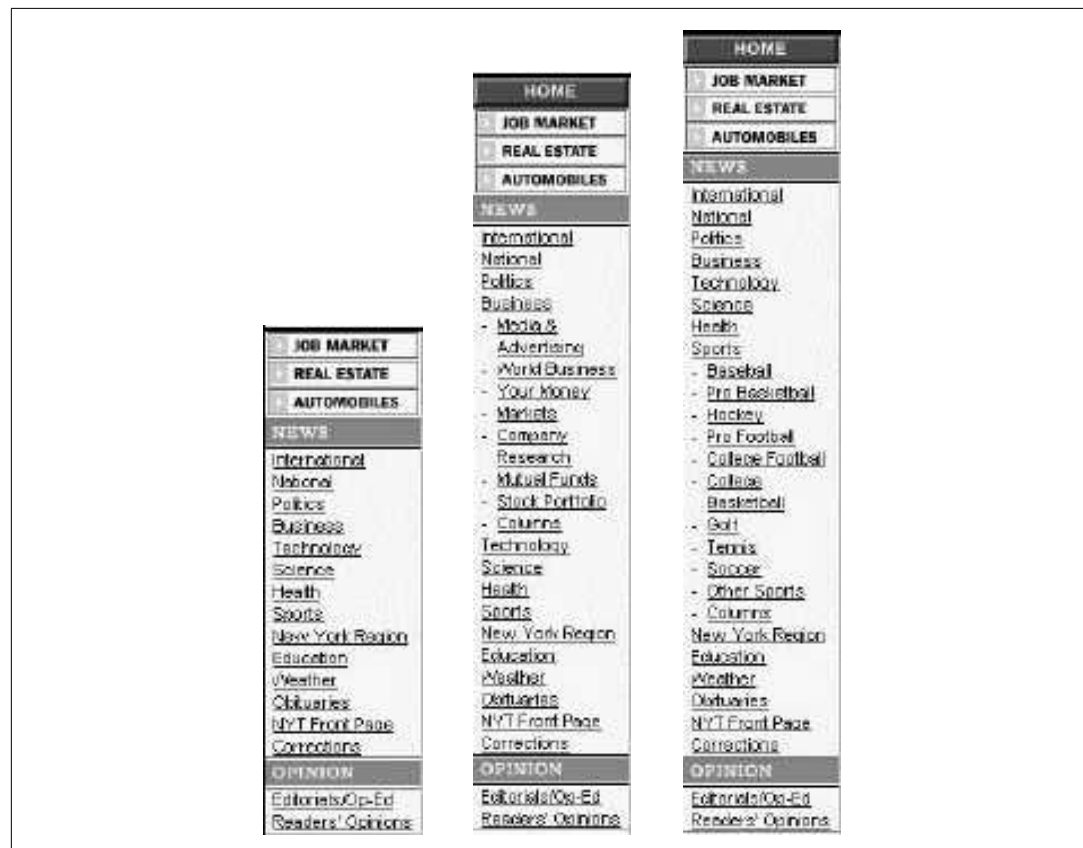 JOB MARKET
REAL ESTATE
AUTOMOBILES
NEWS
International
National
Politics
Business
Technology
Science
Health
Sports
New York Region
Education
Weather
Obituaries
NYT Front Page
Corrections
OPINION
Editorials/Op-Ed
Readers' Opinions
HOME
JOB MARKET
REAL ESTATE
AUTOMOBILES
NEWS
International
National
Politics
Business
- Media &
Advertising
- World Business
- Your Money
- Markets
- Company
Research
- Mutual Funds
- Stock Portfolio
- Columns
Technology
Science
Health
Sports
New York Region
Education
Weather
Obituaries
NYT Front Page
Corrections
OPINION
Editorials/Op-Ed
Readers' Opinions
HOME
JOB MARKET
REAL ESTATE
AUTOMOBILES
NEWS
International
National
Politics
Business
Technology
Science
Health
Sports
- Baseball
- Pro Basketball
- Hockey
- Pro Football
- College Football
- College
Basketball
- Golf
- Tennis
- Soccer
- Other Sports
- Columns
New York Region
Education
Weather
Obituaries
NYT Front Page
Corrections
OPINION
Editorials/Op-Ed
Readers' Opinions